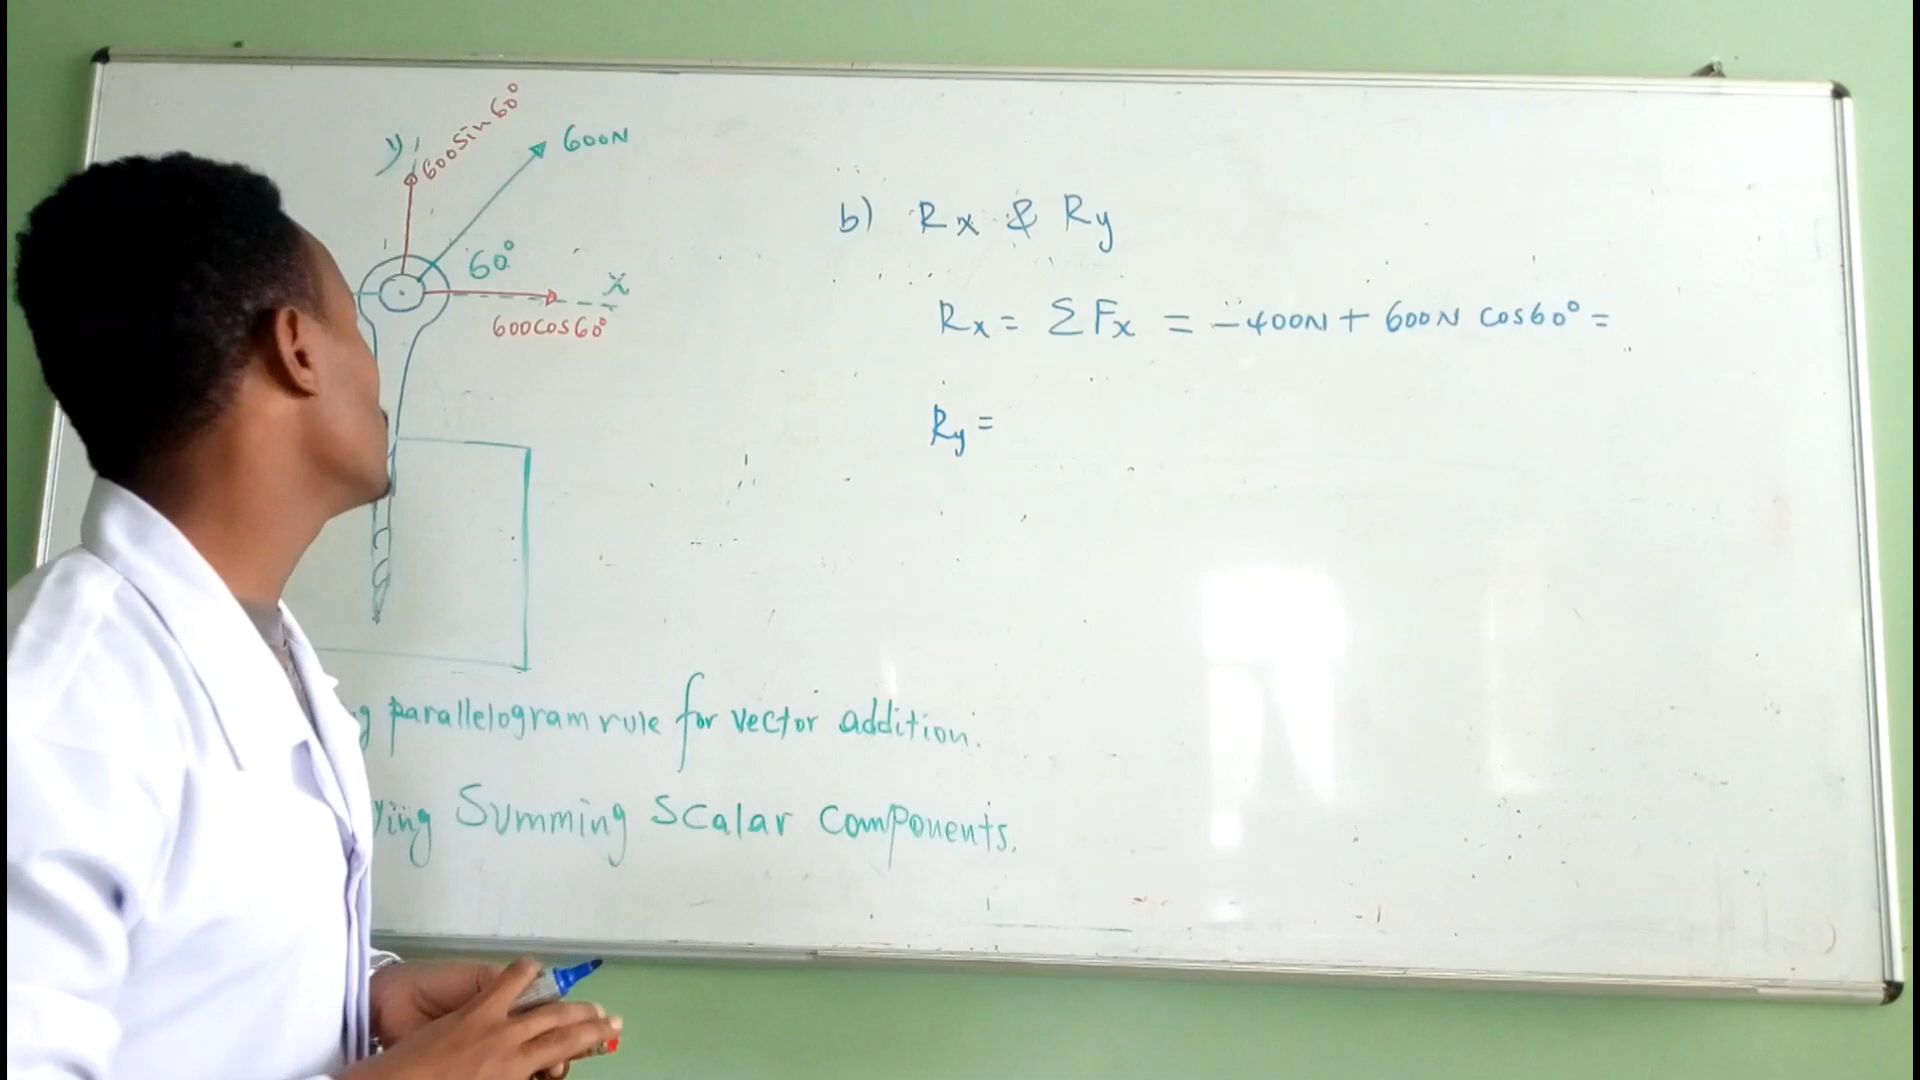 y
600sin60°
600N
60°
x
600cos60°
b) Rx & Ry
Rx = ΣFx = -400N + 600N cos60° =
Ry =
parallelogram rule for vector addition.
Summing Scalar Components.